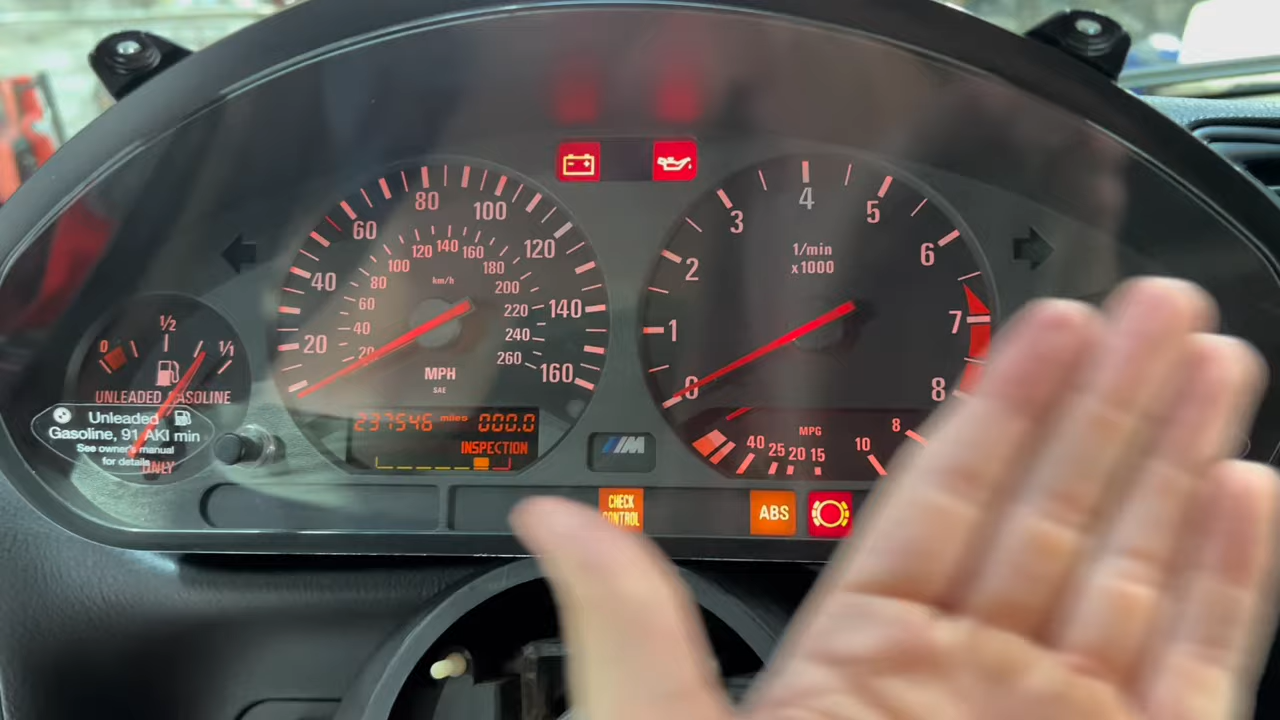 80
60
100
40
120
20
140
160
120 140 160
100
180
80
200
60
220
40
240
20
260
km/h
MPH
SAE
237546 miles 000.0
INSPECTION
0
1/2
1/1
UNLEADED GASOLINE
Unleaded
Gasoline, 91 AKI min
See owner's manual
for details
ONLY
M
4
3
5
2
6
1
7
0
8
1/min
x1000
MPG
40
25
20
15
10
8
CHECK
CONTROL
ABS